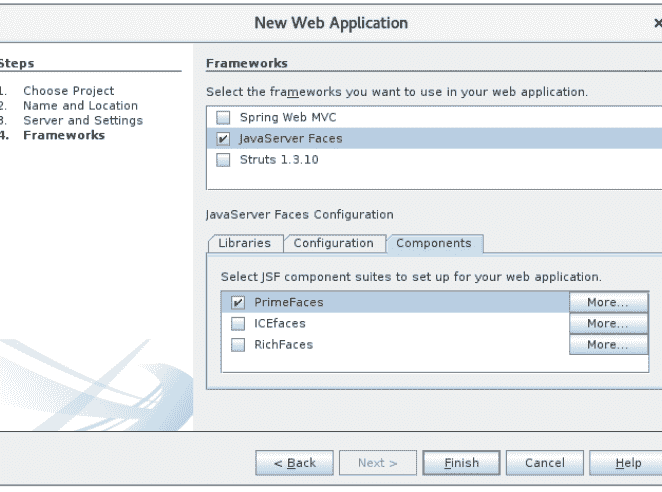 New Web Application
Steps
1. Choose Project
2. Name and Location
3. Server and Settings
4. Frameworks
Frameworks
Select the frameworks you want to use in your web application.
Spring Web MVC
JavaServer Faces
Struts 1.3.10
JavaServer Faces Configuration
Libraries Configuration Components
Select JSF component suites to set up for your web application.
PrimeFaces More...
ICEfaces More...
RichFaces More...
< Back Next > Finish Cancel Help